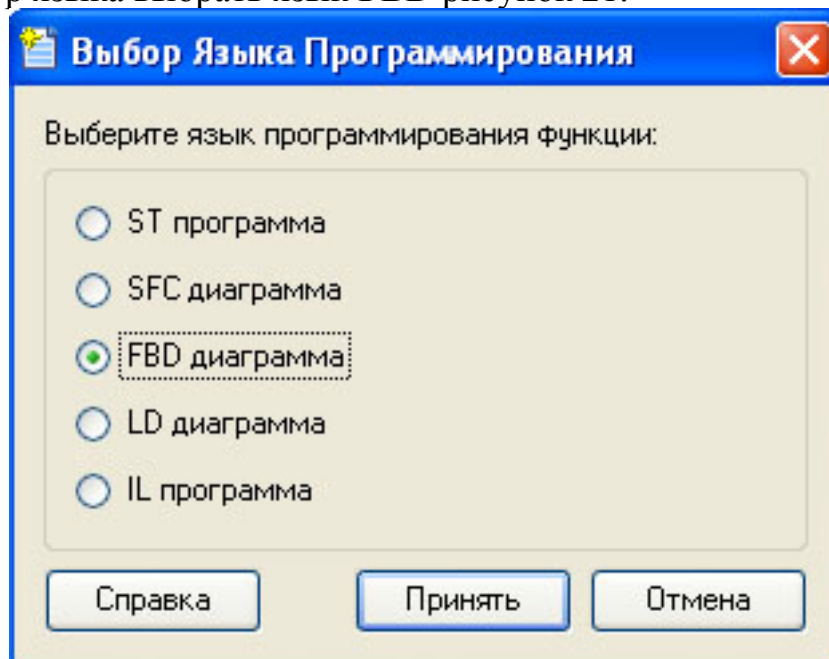 Выбор Языка Программирования
Выберите язык программирования функции:
ST программа
SFC диаграмма
FBD диаграмма
LD диаграмма
IL программа
Справка Принять Отмена